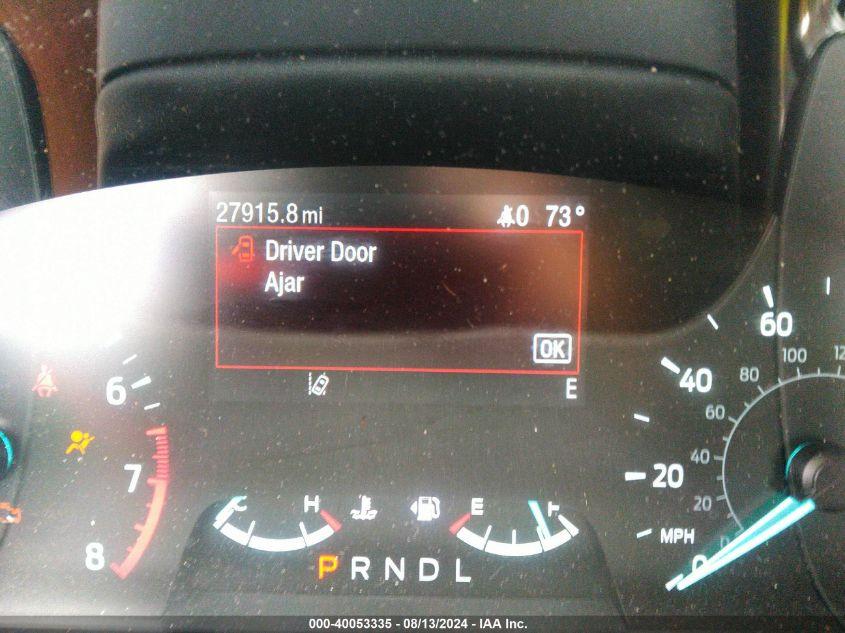 27915.8 mi 0 73°
Driver Door
Ajar
OK
E
6
7
8
C H
E F
P R N D L
60
40
20
0
MPH
100
80
60
40
20
0
000-40053335 - 08/13/2024 - IAA Inc.